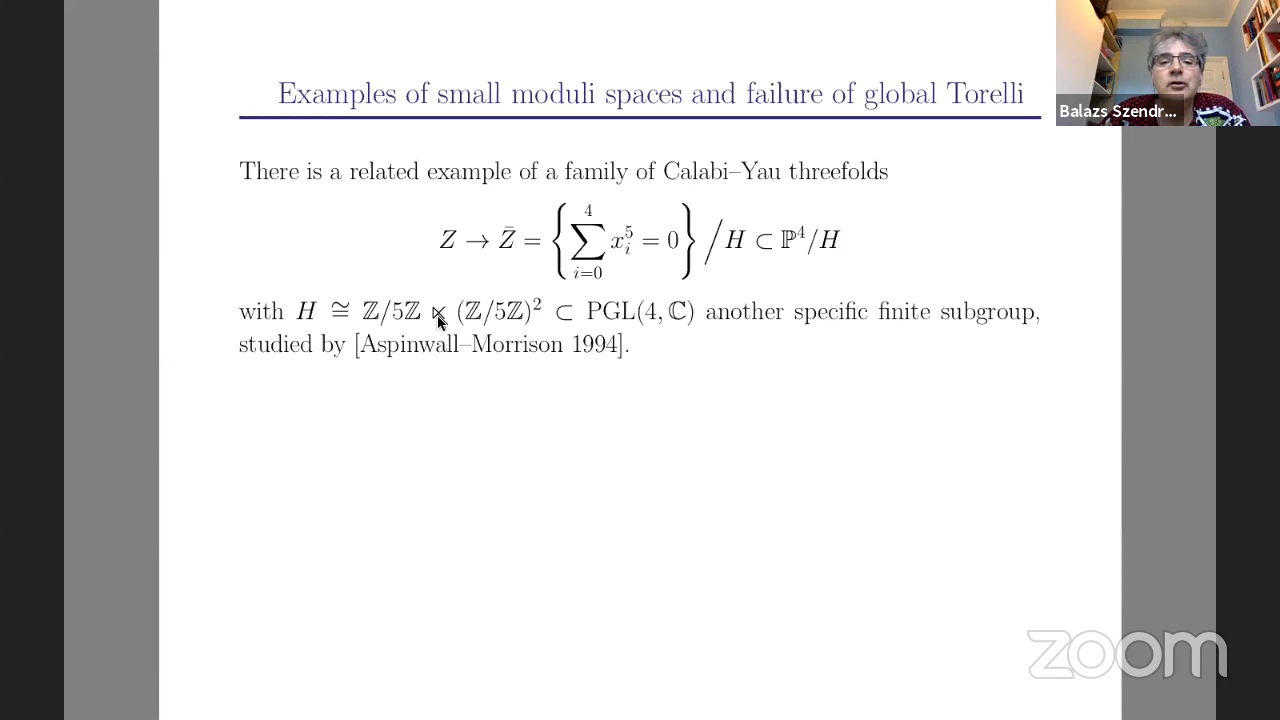 Examples of small moduli spaces and failure of global Torelli
Balazs Szendr...
There is a related example of a family of Calabi–Yau threefolds
Z → Z̄ = { ∑_{i=0}^{4} x_i^5 = 0 } / H ⊂ ℙ⁴/H
with H ≅ ℤ/5ℤ ⋉ (ℤ/5ℤ)² ⊂ PGL(4, ℂ) another specific finite subgroup,
studied by [Aspinwall–Morrison 1994].
zoom